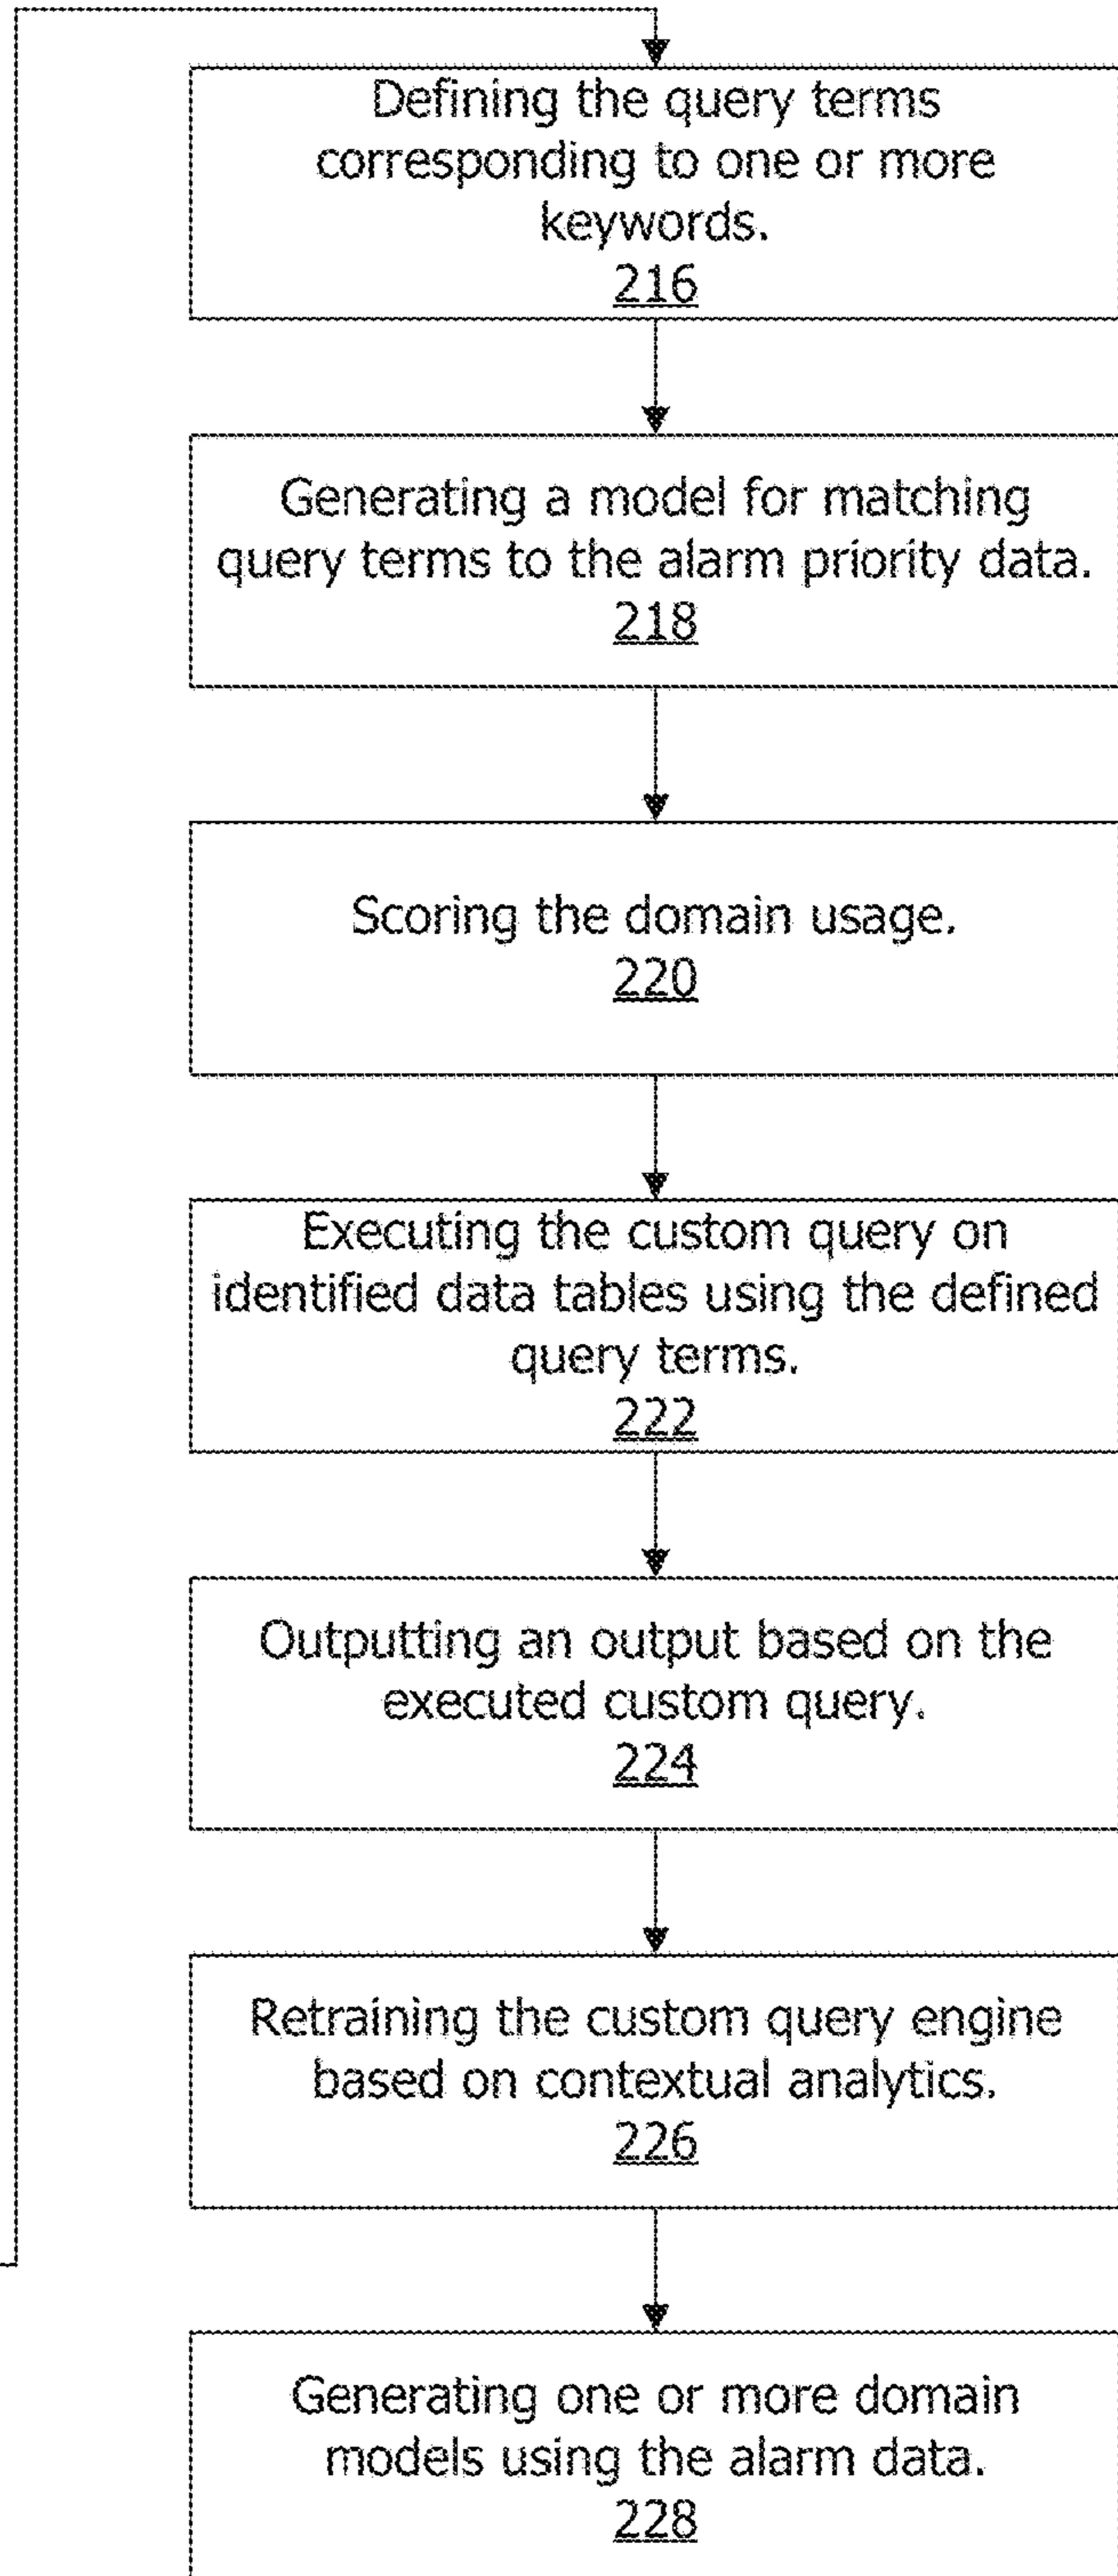 Defining the query terms
corresponding to one or more
keywords.
216
Generating a model for matching
query terms to the alarm priority data.
218
Scoring the domain usage.
220
Executing the custom query on
identified data tables using the defined
query terms.
222
Outputting an output based on the
executed custom query.
224
Retraining the custom query engine
based on contextual analytics.
226
Generating one or more domain
models using the alarm data.
228